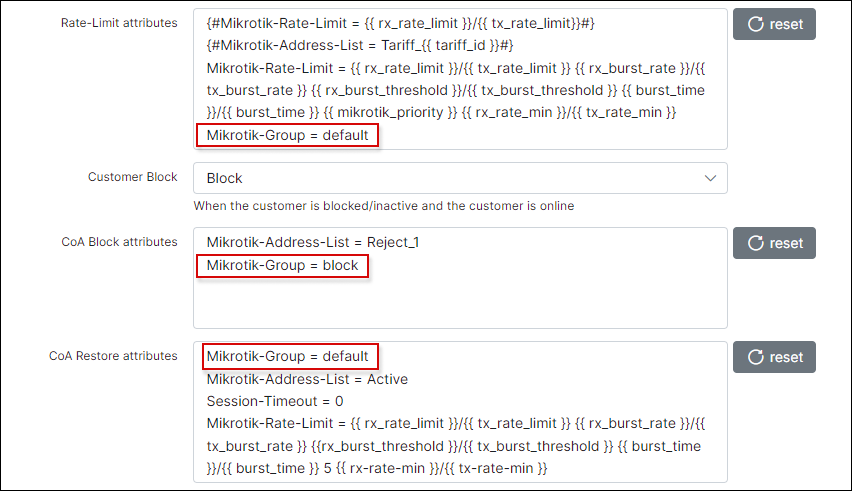 Rate-Limit attributes
{#Mikrotik-Rate-Limit = {{ rx_rate_limit }}/{{ tx_rate_limit}}#}
{#Mikrotik-Address-List = Tariff_{{ tariff_id }}#}
Mikrotik-Rate-Limit = {{ rx_rate_limit }}/{{ tx_rate_limit }} {{ rx_burst_rate }}/{{
tx_burst_rate }} {{ rx_burst_threshold }}/{{ tx_burst_threshold }} {{ burst_time
}}/{{ burst_time }} {{ mikrotik_priority }} {{ rx_rate_min }}/{{ tx_rate_min }}
Mikrotik-Group = default
reset
Customer Block
Block
When the customer is blocked/inactive and the customer is online
CoA Block attributes
Mikrotik-Address-List = Reject_1
Mikrotik-Group = block
reset
CoA Restore attributes
Mikrotik-Group = default
Mikrotik-Address-List = Active
Session-Timeout = 0
Mikrotik-Rate-Limit = {{ rx_rate_limit }}/{{ tx_rate_limit }} {{ rx_burst_rate }}/{{
tx_burst_rate }} {{rx_burst_threshold }}/{{ tx_burst_threshold }} {{ burst_time
}}/{{ burst_time }} 5 {{ rx-rate-min }}/{{ tx-rate-min }}
reset